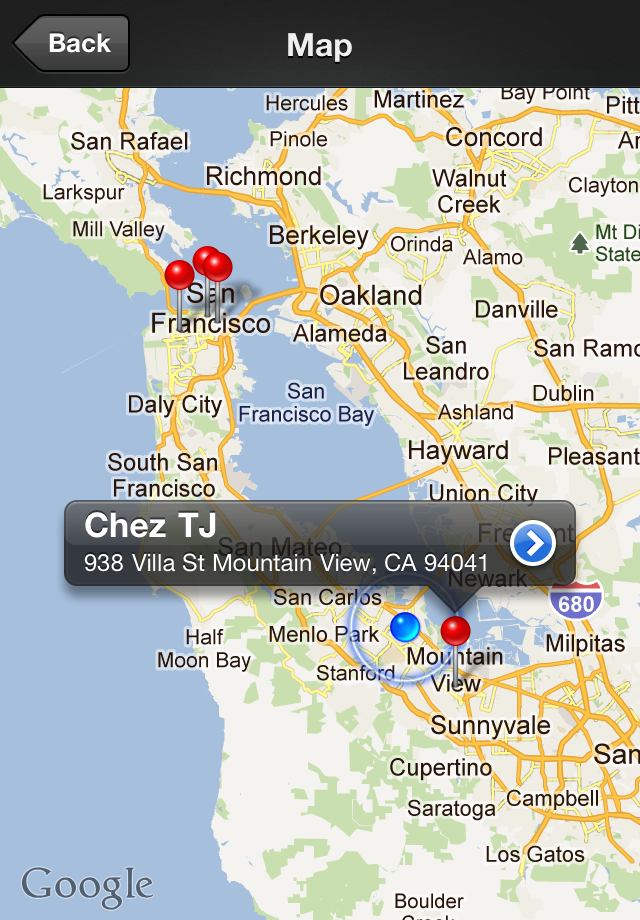 Back
Map
Hercules
Martinez
Bay Point
Pitt
San Rafael
Pinole
Concord
Ar
Larkspur
Richmond
Walnut
Creek
Clayton
Mill Valley
Berkeley
Orinda
Mt Di
State
Alamo
San
Francisco
Oakland
Danville
Alameda
San
Leandro
San Ramo
Daly City
San
Francisco Bay
Dublin
Ashland
South San
Francisco
Hayward
Pleasant
Union City
Chez TJ
938 Villa St Mountain View, CA 94041
Fremont
San Mateo
Newark
San Carlos
680
Half
Moon Bay
Menlo Park
Milpitas
Stanford
Mountain
View
Sunnyvale
Cupertino
San
Saratoga
Campbell
Los Gatos
Google
Boulder
Creek